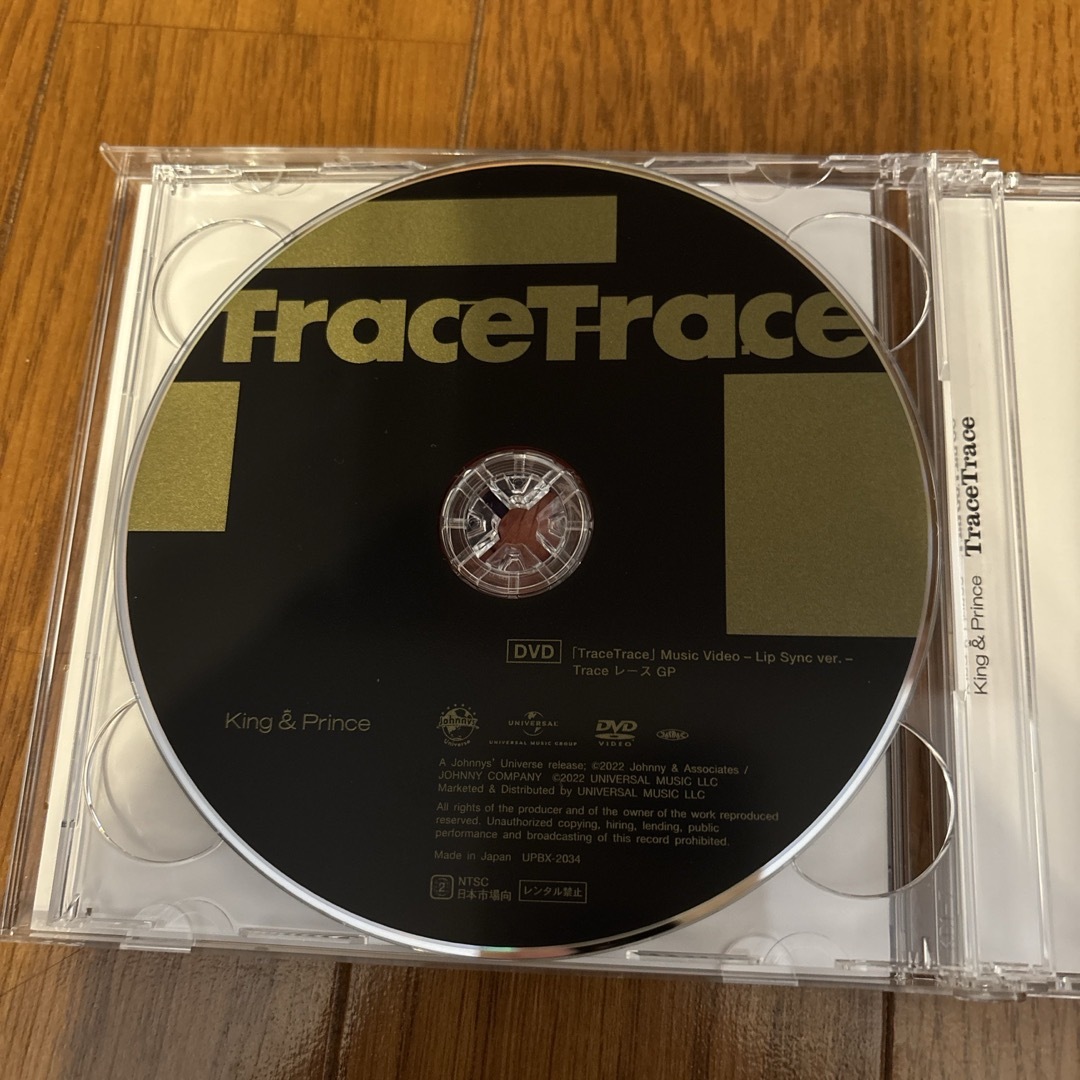 TraceTrace
DVD 「TraceTrace」 Music Video – Lip Sync ver. –
Trace レース GP
King & Prince
johnnys' Universe
UNIVERSAL
UNIVERSAL MUSIC GROUP
DVD
VIDEO
A Johnnys' Universe release; ©2022 Johnny & Associates /
JOHNNY COMPANY ©2022 UNIVERSAL MUSIC LLC
Marketed & Distributed by UNIVERSAL MUSIC LLC
All rights of the producer and of the owner of the work reproduced
reserved. Unauthorized copying, hiring, lending, public
performance and broadcasting of this record prohibited.
Made in Japan UPBX-2034
2 NTSC
日本市場向 レンタル禁止
King & Prince TraceTrace